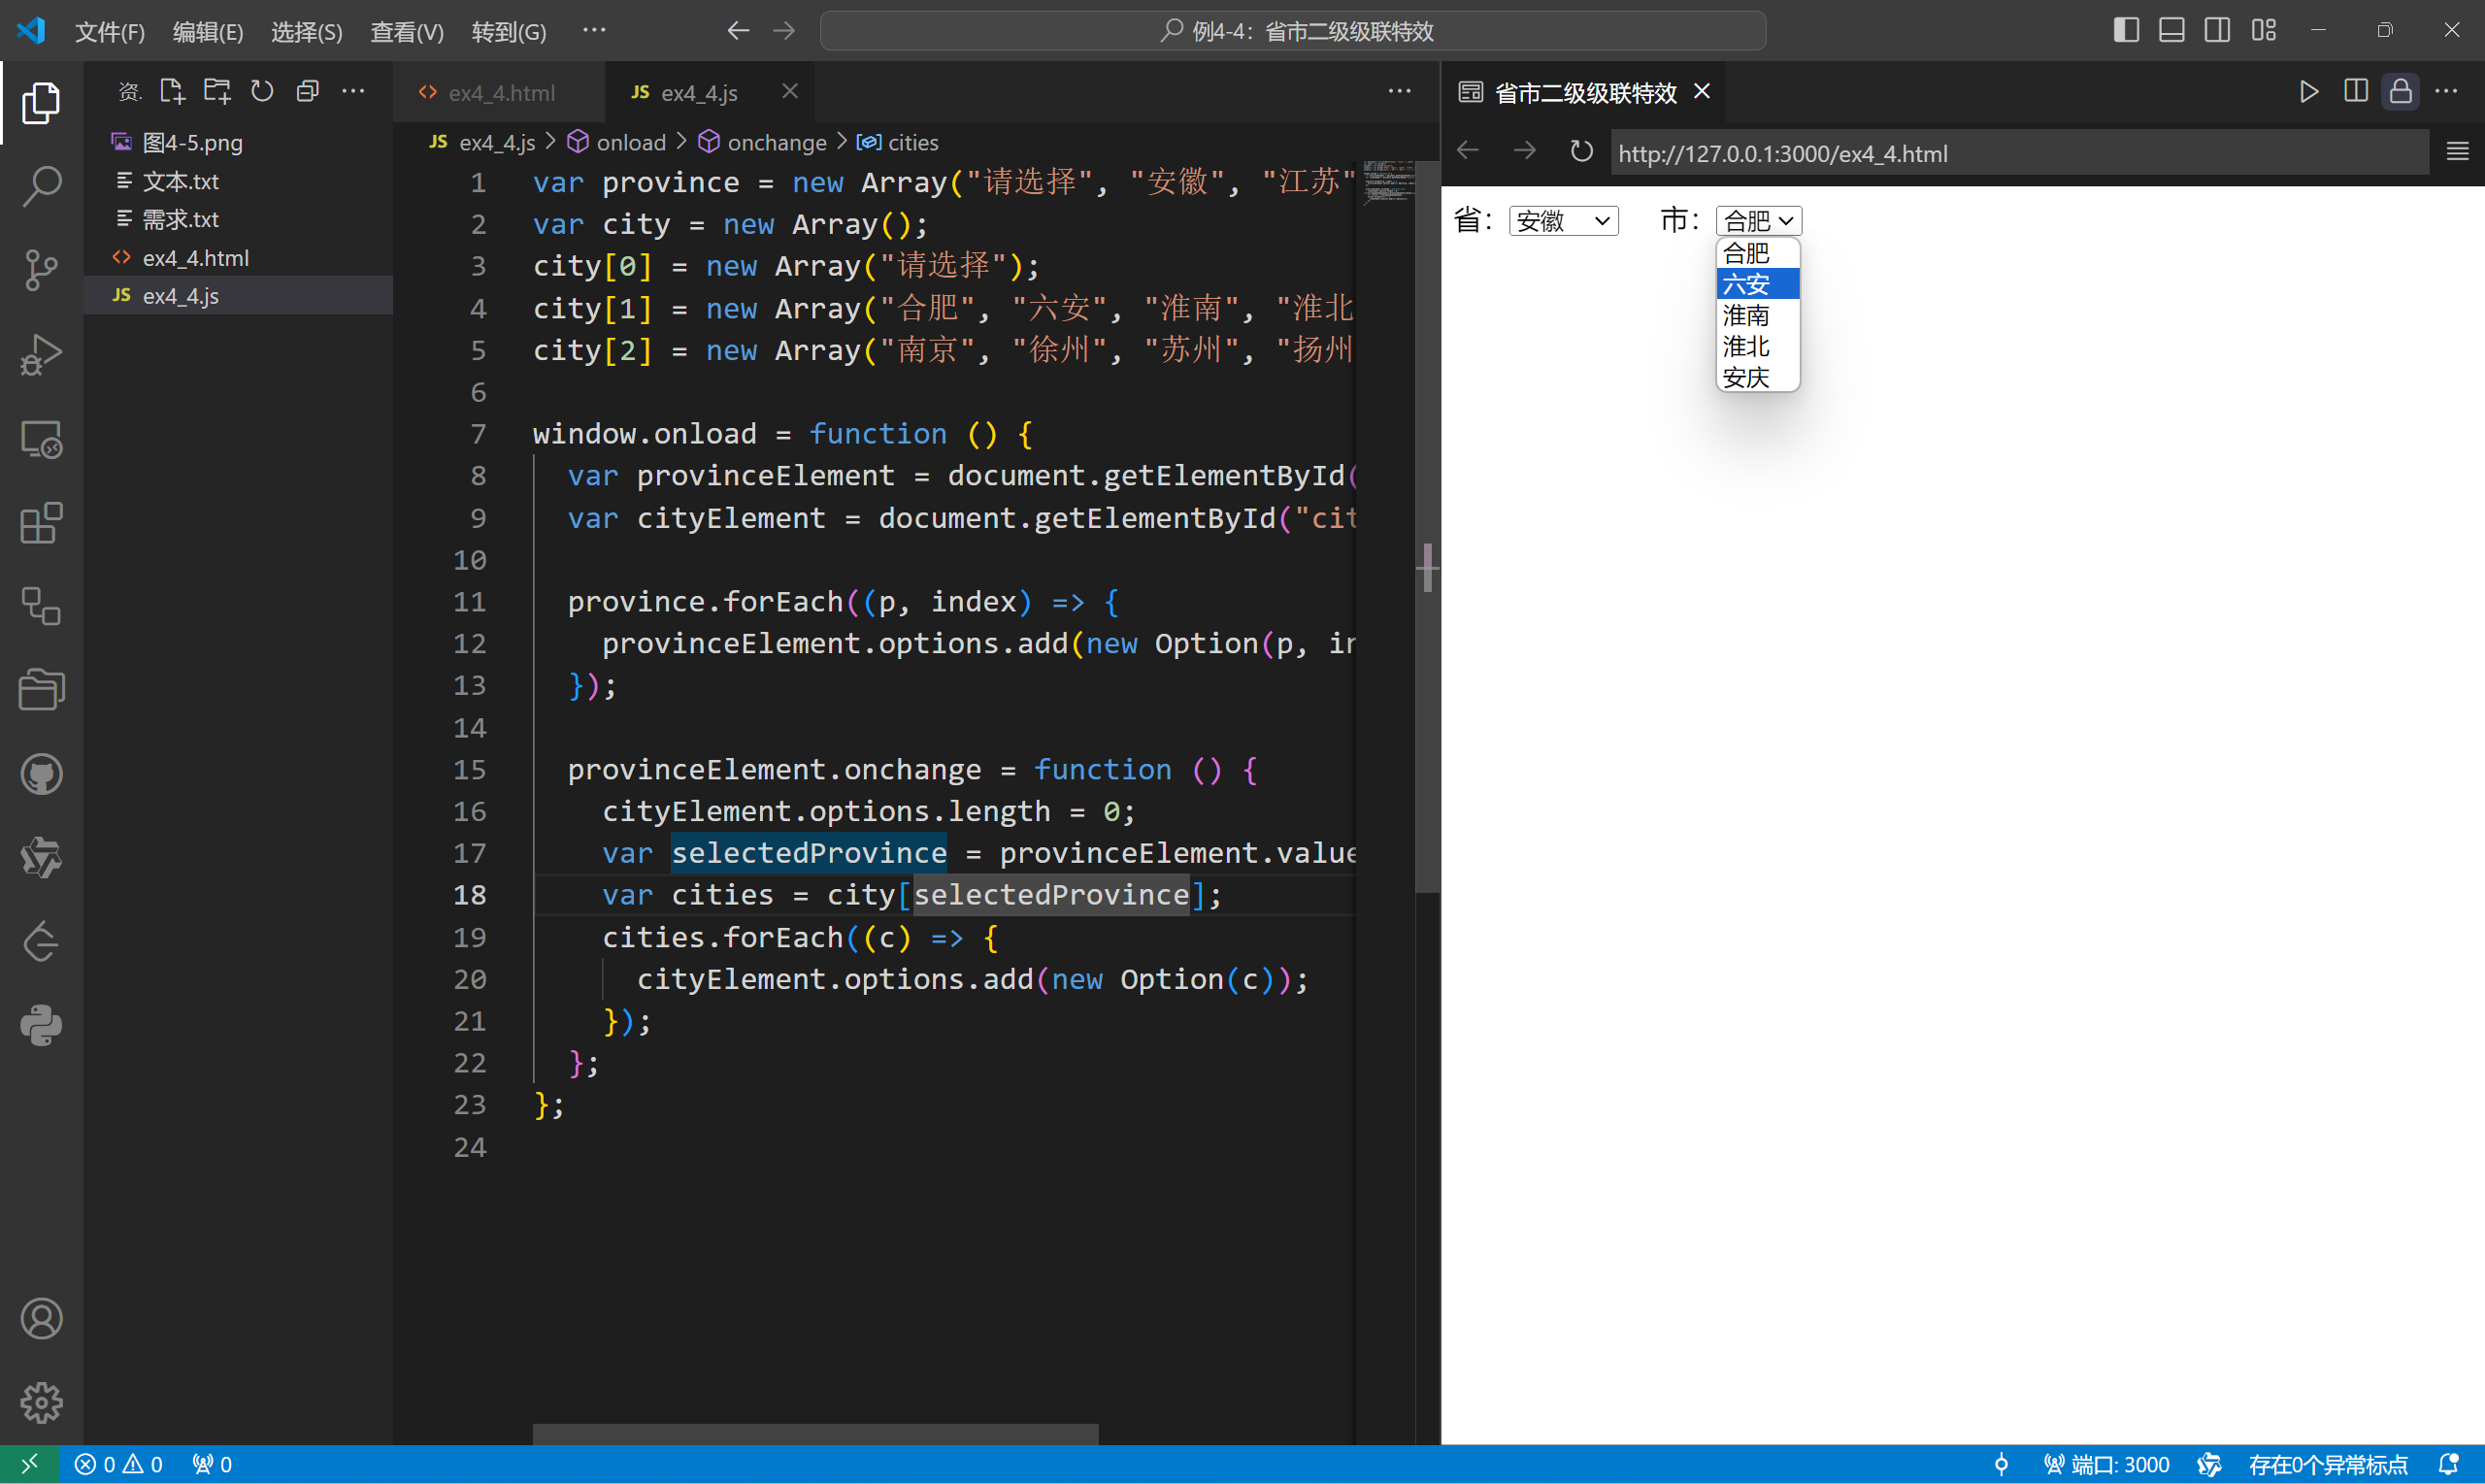 文件(F) 编辑(E) 选择(S) 查看(V) 转到(G) ··· 例4-4：省市二级级联特效
资. ex4_4.html JS ex4_4.js 省市二级级联特效
JS ex4_4.js > onload > onchange > cities
http://127.0.0.1:3000/ex4_4.html
图4-5.png
文本.txt
需求.txt
ex4_4.html
JS ex4_4.js
1 var province = new Array("请选择", "安徽", "江苏"
2 var city = new Array();
3 city[0] = new Array("请选择");
4 city[1] = new Array("合肥", "六安", "淮南", "淮北
5 city[2] = new Array("南京", "徐州", "苏州", "扬州
6
7 window.onload = function () {
8 var provinceElement = document.getElementById(
9 var cityElement = document.getElementById("cit
10
11 province.forEach((p, index) => {
12 provinceElement.options.add(new Option(p, in
13 });
14
15 provinceElement.onchange = function () {
16 cityElement.options.length = 0;
17 var selectedProvince = provinceElement.value
18 var cities = city[selectedProvince];
19 cities.forEach((c) => {
20 cityElement.options.add(new Option(c));
21 });
22 };
23 };
24
省： 安徽 市： 合肥
合肥
六安
淮南
淮北
安庆
0 0 0 端口: 3000 存在0个异常标点